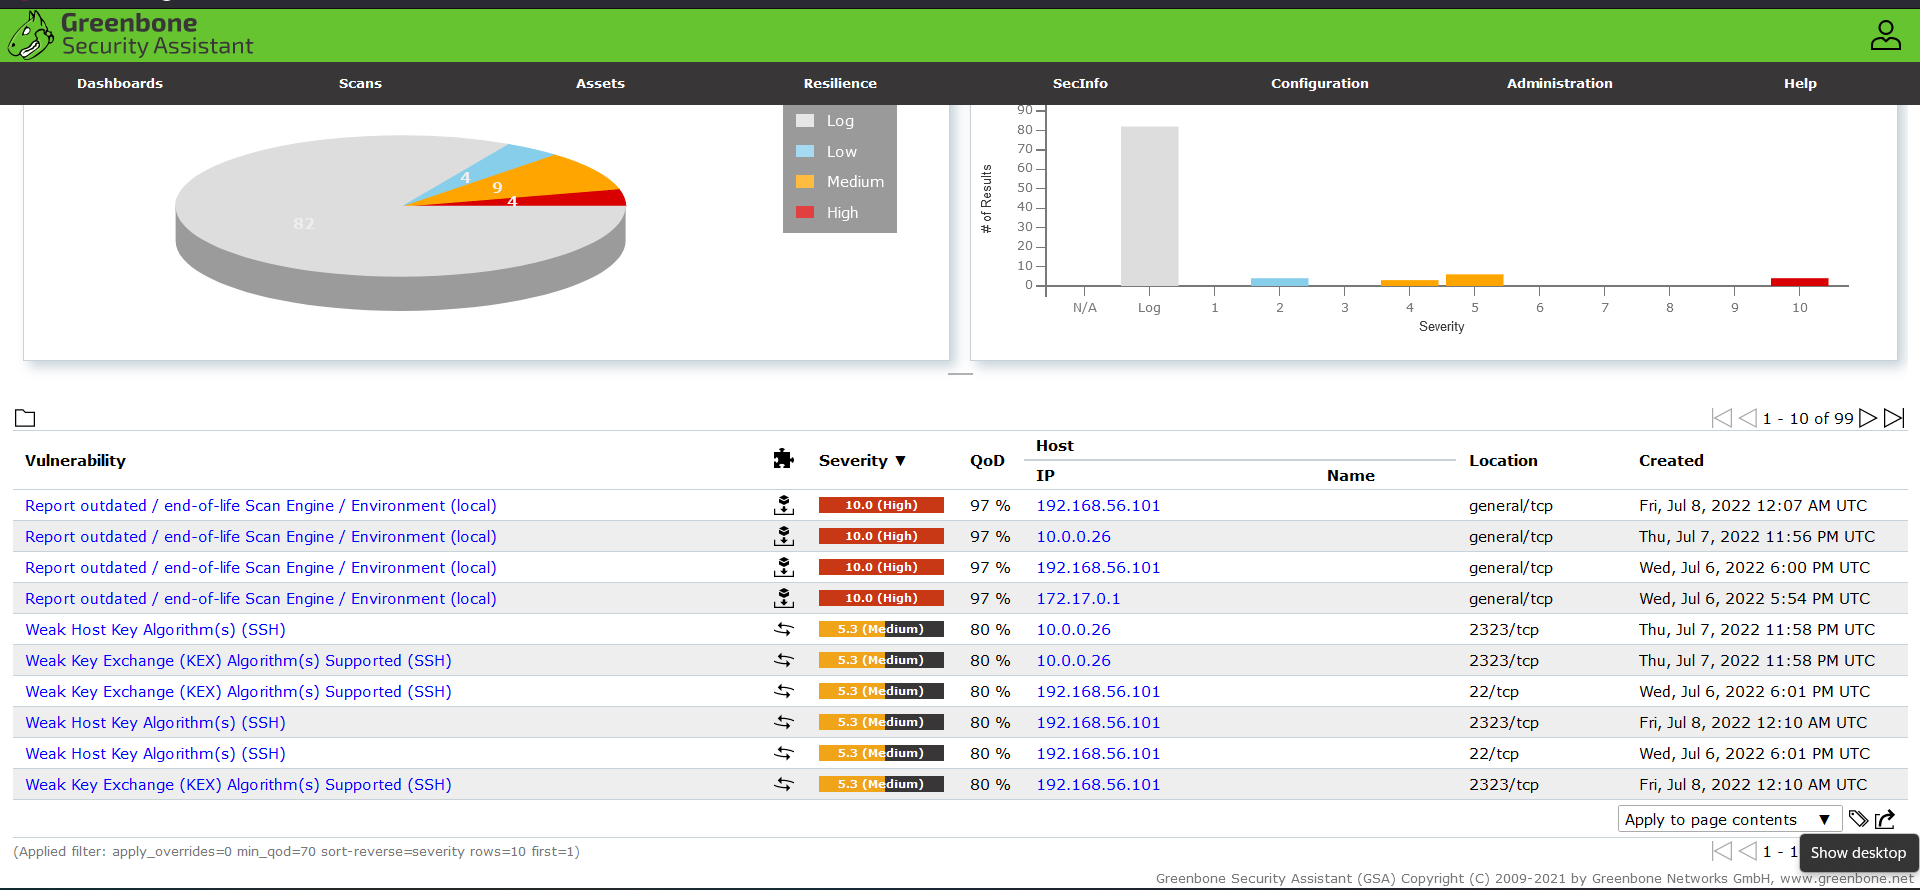 Greenbone
Security Assistant
Dashboards Scans Assets Resilience SecInfo Configuration Administration Help
Log
Low
Medium
High
4
9
4
82
90
80
70
60
50
40
30
20
10
0
# of Results
N/A Log 1 2 3 4 5 6 7 8 9 10
Severity
1 - 10 of 99
Vulnerability Severity ▼ QoD Host Location Created
IP Name
Report outdated / end-of-life Scan Engine / Environment (local) 10.0 (High) 97 % 192.168.56.101 general/tcp Fri, Jul 8, 2022 12:07 AM UTC
Report outdated / end-of-life Scan Engine / Environment (local) 10.0 (High) 97 % 10.0.0.26 general/tcp Thu, Jul 7, 2022 11:56 PM UTC
Report outdated / end-of-life Scan Engine / Environment (local) 10.0 (High) 97 % 192.168.56.101 general/tcp Wed, Jul 6, 2022 6:00 PM UTC
Report outdated / end-of-life Scan Engine / Environment (local) 10.0 (High) 97 % 172.17.0.1 general/tcp Wed, Jul 6, 2022 5:54 PM UTC
Weak Host Key Algorithm(s) (SSH) 5.3 (Medium) 80 % 10.0.0.26 2323/tcp Thu, Jul 7, 2022 11:58 PM UTC
Weak Key Exchange (KEX) Algorithm(s) Supported (SSH) 5.3 (Medium) 80 % 10.0.0.26 2323/tcp Thu, Jul 7, 2022 11:58 PM UTC
Weak Key Exchange (KEX) Algorithm(s) Supported (SSH) 5.3 (Medium) 80 % 192.168.56.101 22/tcp Wed, Jul 6, 2022 6:01 PM UTC
Weak Host Key Algorithm(s) (SSH) 5.3 (Medium) 80 % 192.168.56.101 2323/tcp Fri, Jul 8, 2022 12:10 AM UTC
Weak Host Key Algorithm(s) (SSH) 5.3 (Medium) 80 % 192.168.56.101 22/tcp Wed, Jul 6, 2022 6:01 PM UTC
Weak Key Exchange (KEX) Algorithm(s) Supported (SSH) 5.3 (Medium) 80 % 192.168.56.101 2323/tcp Fri, Jul 8, 2022 12:10 AM UTC
Apply to page contents ▼
(Applied filter: apply_overrides=0 min_qod=70 sort-reverse=severity rows=10 first=1)
1 - 1
Show desktop
Greenbone Security Assistant (GSA) Copyright (C) 2009-2021 by Greenbone Networks GmbH, www.greenbone.net